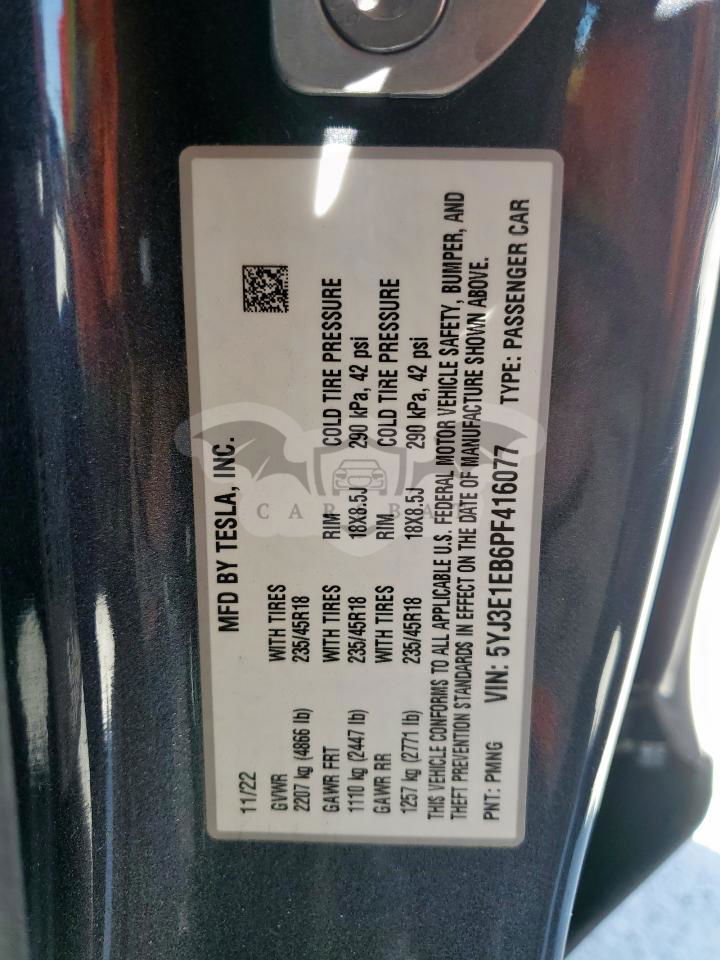 MFD BY TESLA, INC.
11/22
GVWR WITH TIRES
2207 kg (4866 lb) 235/45R18
GAWR FRT WITH TIRES RIM COLD TIRE PRESSURE
1110 kg (2447 lb) 235/45R18 18X8.5J 290 kPa, 42 psi
GAWR RR WITH TIRES RIM COLD TIRE PRESSURE
1257 kg (2771 lb) 235/45R18 18X8.5J 290 kPa, 42 psi
THIS VEHICLE CONFORMS TO ALL APPLICABLE U.S. FEDERAL MOTOR VEHICLE SAFETY, BUMPER, AND
THEFT PREVENTION STANDARDS IN EFFECT ON THE DATE OF MANUFACTURE SHOWN ABOVE.
PNT: PMNG VIN: 5YJ3E1EB6PF416077 TYPE: PASSENGER CAR
CAR BAT